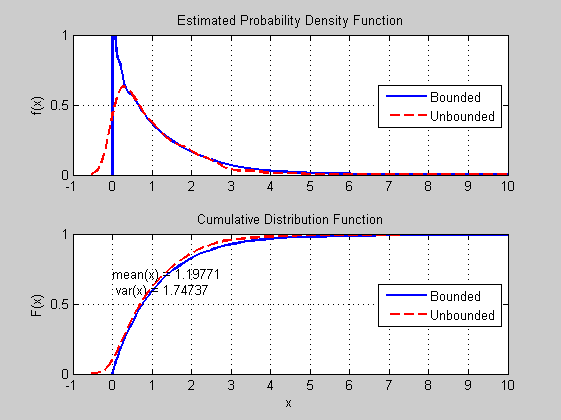 Estimated Probability Density Function
1
0.5
0
f(x)
Bounded
Unbounded
-1 0 1 2 3 4 5 6 7 8 9 10
Cumulative Distribution Function
1
0.5
0
F(x)
mean(x) = 1.19771
var(x) = 1.74737
Bounded
Unbounded
-1 0 1 2 3 4 5 6 7 8 9 10
x